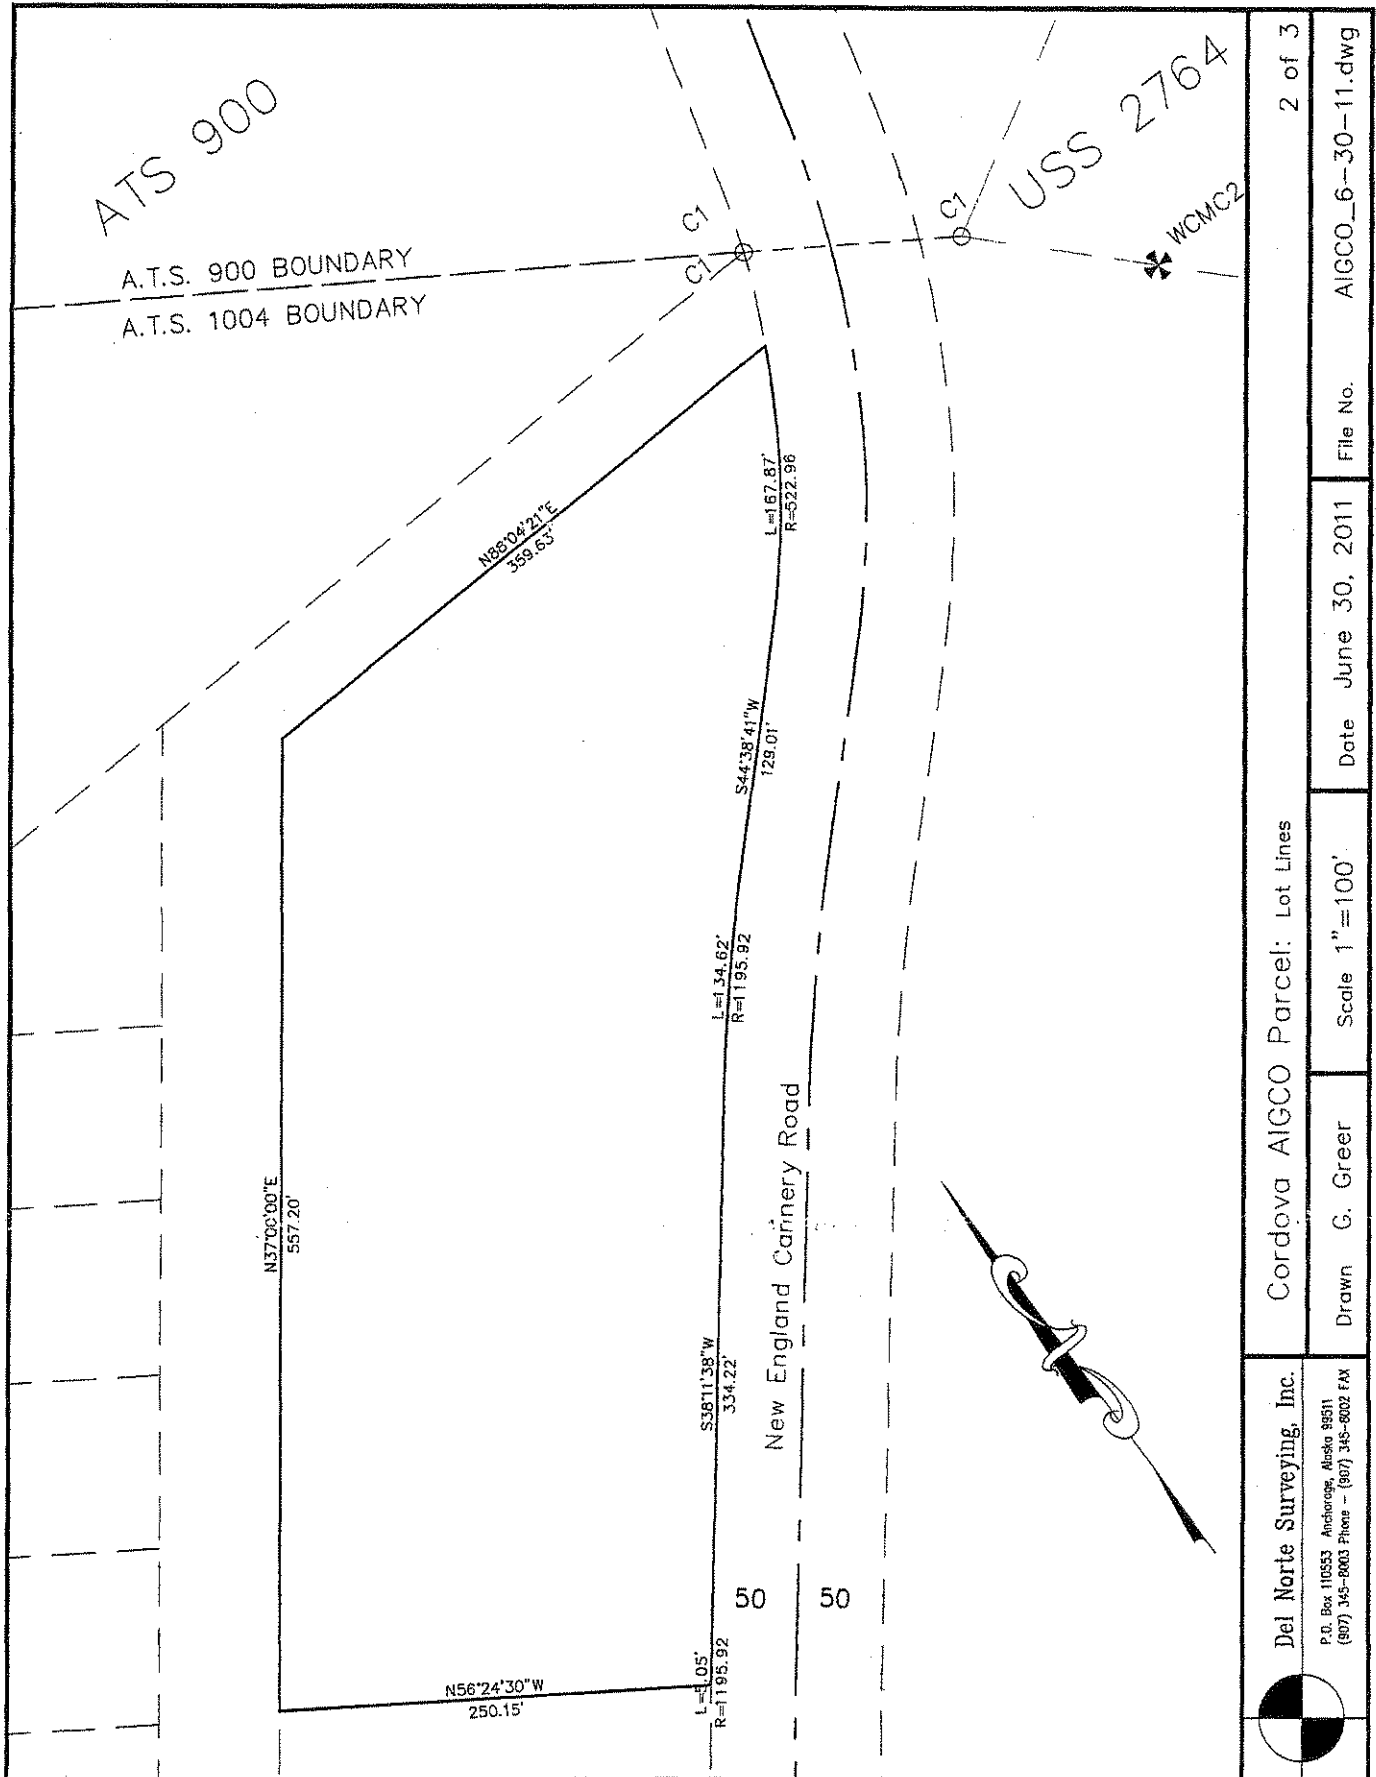 ATS 900
A.T.S. 900 BOUNDARY
A.T.S. 1004 BOUNDARY
C1
C1
C1
USS 2764
WCMC2
N88°04'21"E
359.63'
L=167.87'
R=522.96
S44°38'41"W
129.01'
L=134.62'
R=1195.92
N37°00'00"E
557.20'
S38°11'38"W
334.22'
New England Cannery Road
50
50
N56°24'30"W
250.15'
R=1195.92
Cordova AIGCO Parcel: Lot Lines
2 of 3
Del Norte Surveying, Inc.
P.O. Box 110553 Anchorage, Alaska 99511
(907) 345-8003 Phone - (907) 345-8002 FAX
Drawn G. Greer
Scale 1"=100'
Date June 30, 2011
File No. AIGCO_6-30-11.dwg